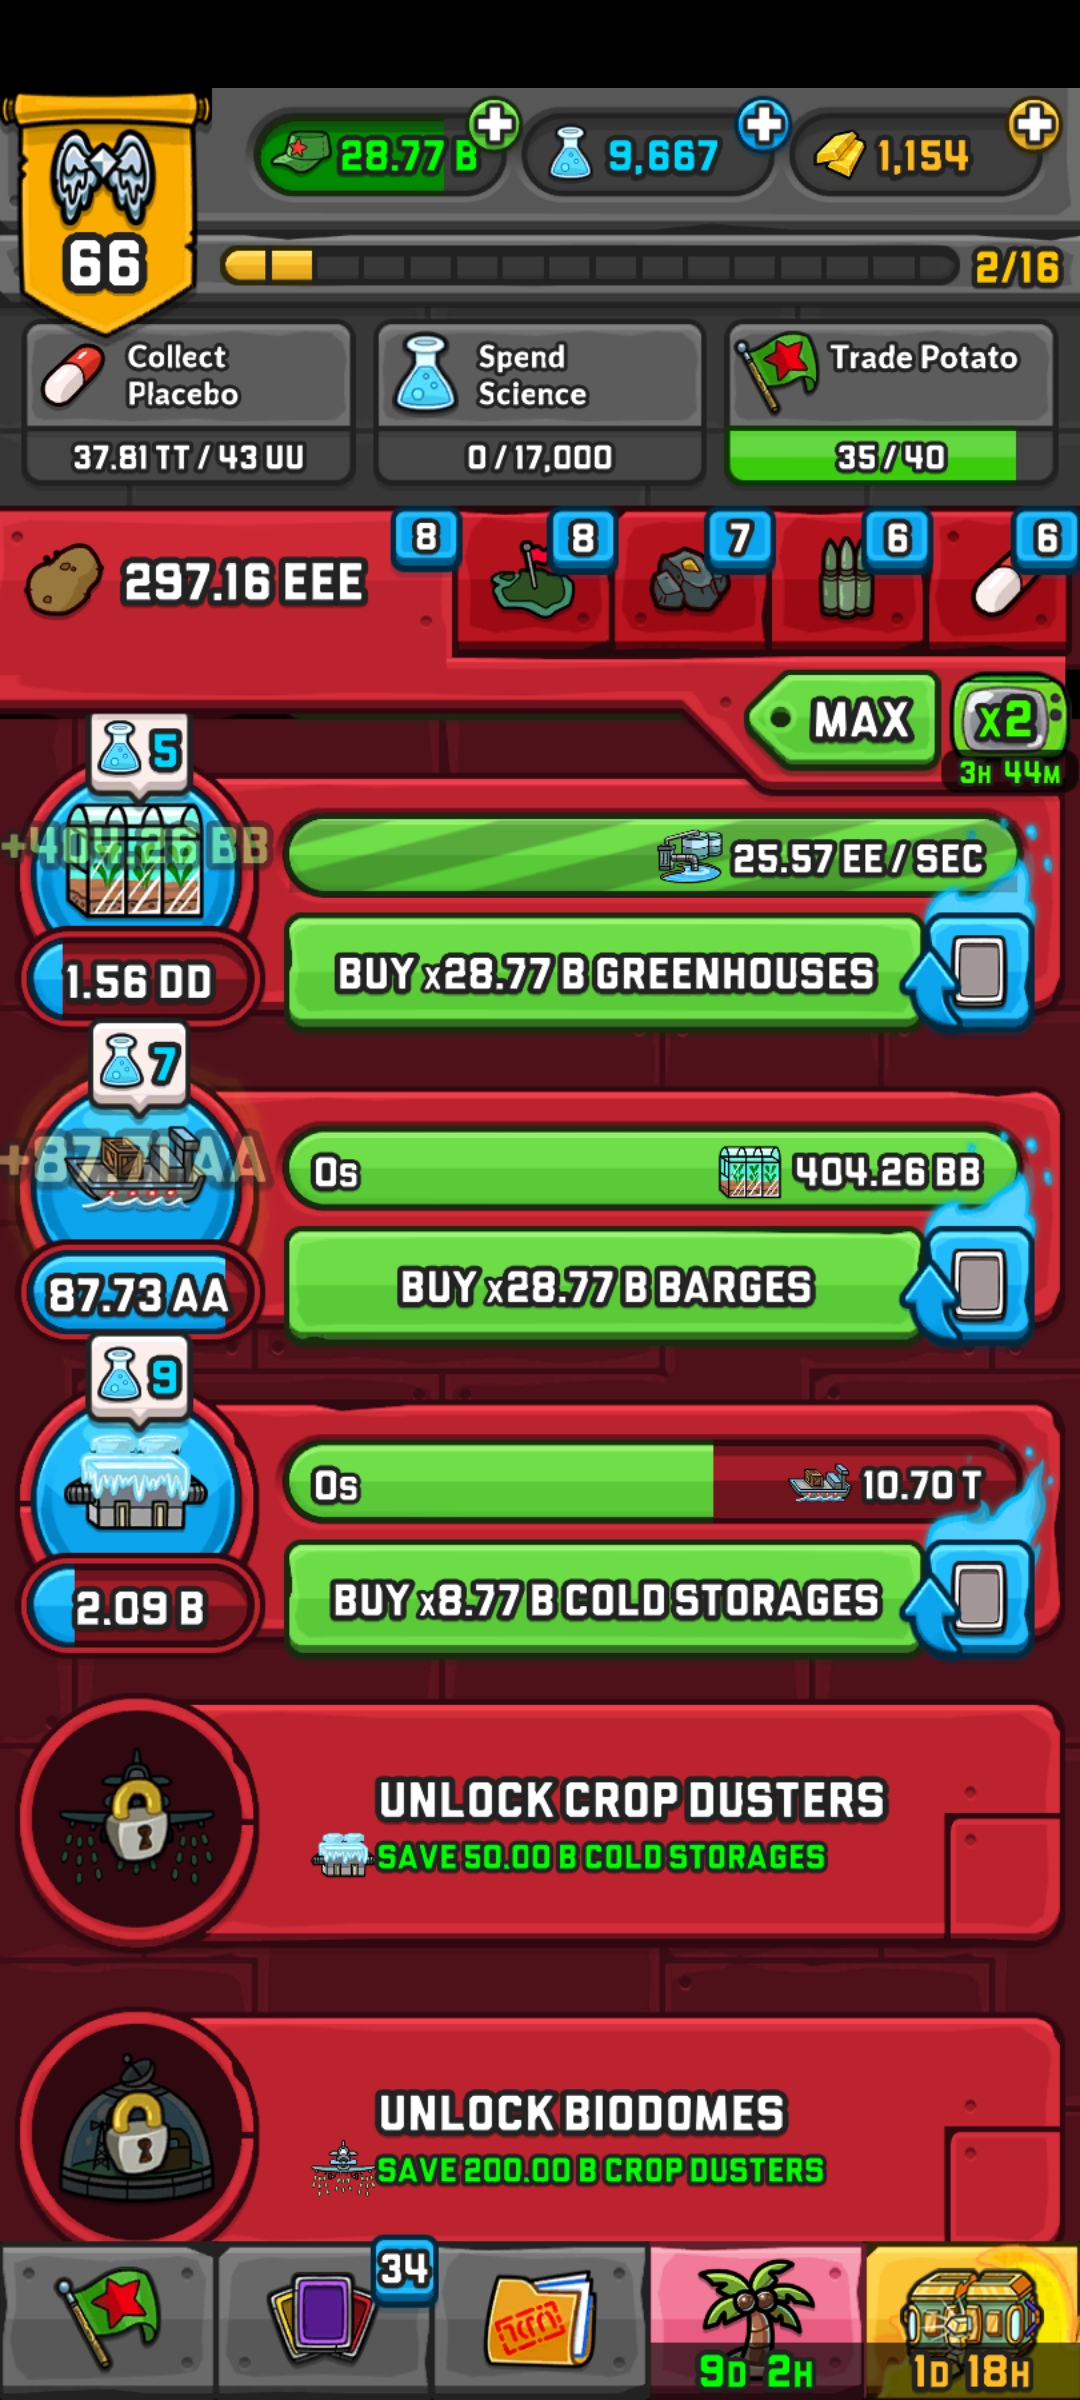 28.77 B
9,667
1,154
66
2/16
Collect
Placebo
37.81 TT / 43 UU
Spend
Science
0 / 17,000
Trade Potato
35 / 40
297.16 EEE
8
8
7
6
6
MAX
x2
3H 44M
5
+404.26 BB
25.57 EE / SEC
1.56 DD
BUY x28.77 B GREENHOUSES
7
+87.71 AA
0s
404.26 BB
87.73 AA
BUY x28.77 B BARGES
9
0s
10.70 T
2.09 B
BUY x8.77 B COLD STORAGES
UNLOCK CROP DUSTERS
SAVE 50.00 B COLD STORAGES
UNLOCK BIODOMES
SAVE 200.00 B CROP DUSTERS
34
9D 2H
1D 18H